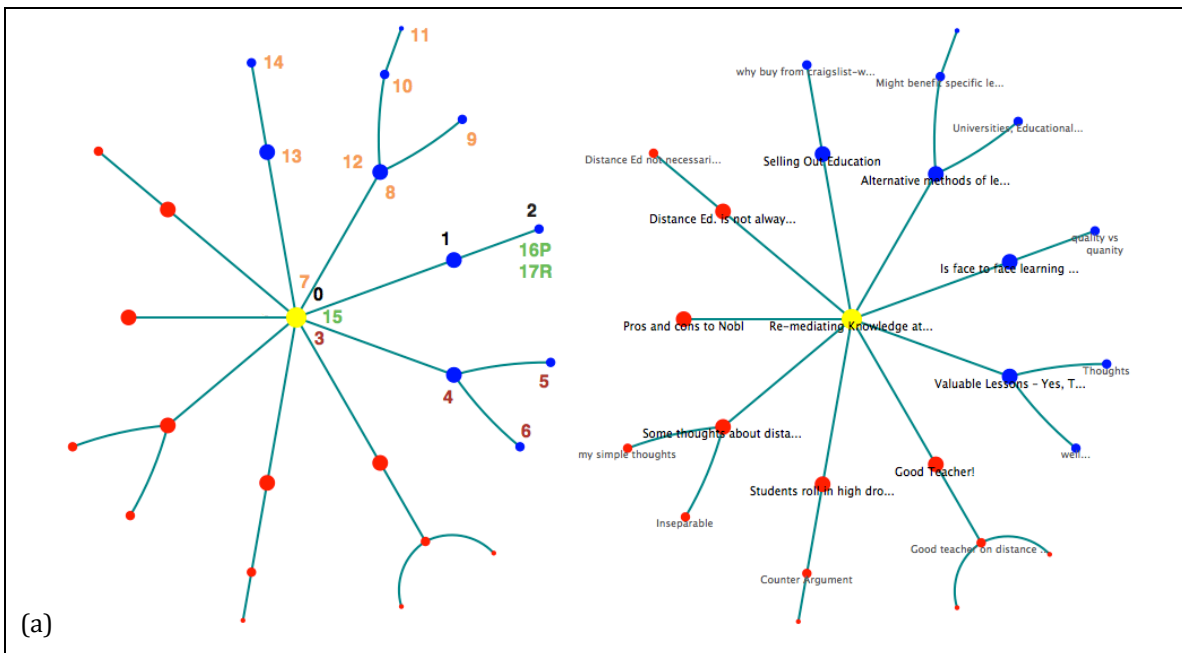 11
14
10
9
13
12
8
2
1
16P
17R
7
0
15
3
5
4
6
why buy from craigslist-w...
Might benefit specific le...
Universities, Educational...
Distance Ed not necessari...
Selling Out Education
Alternative methods of le...
Distance Ed. is not alway...
quality vs
quanity
Is face to face learning ...
Pros and cons to Nobl
Re-mediating Knowledge at...
Thoughts
Valuable Lessons - Yes, T...
Some thoughts about dista...
my simple thoughts
well...
Good Teacher!
Students roll in high dro...
Inseparable
Good teacher on distance ...
Counter Argument
(a)